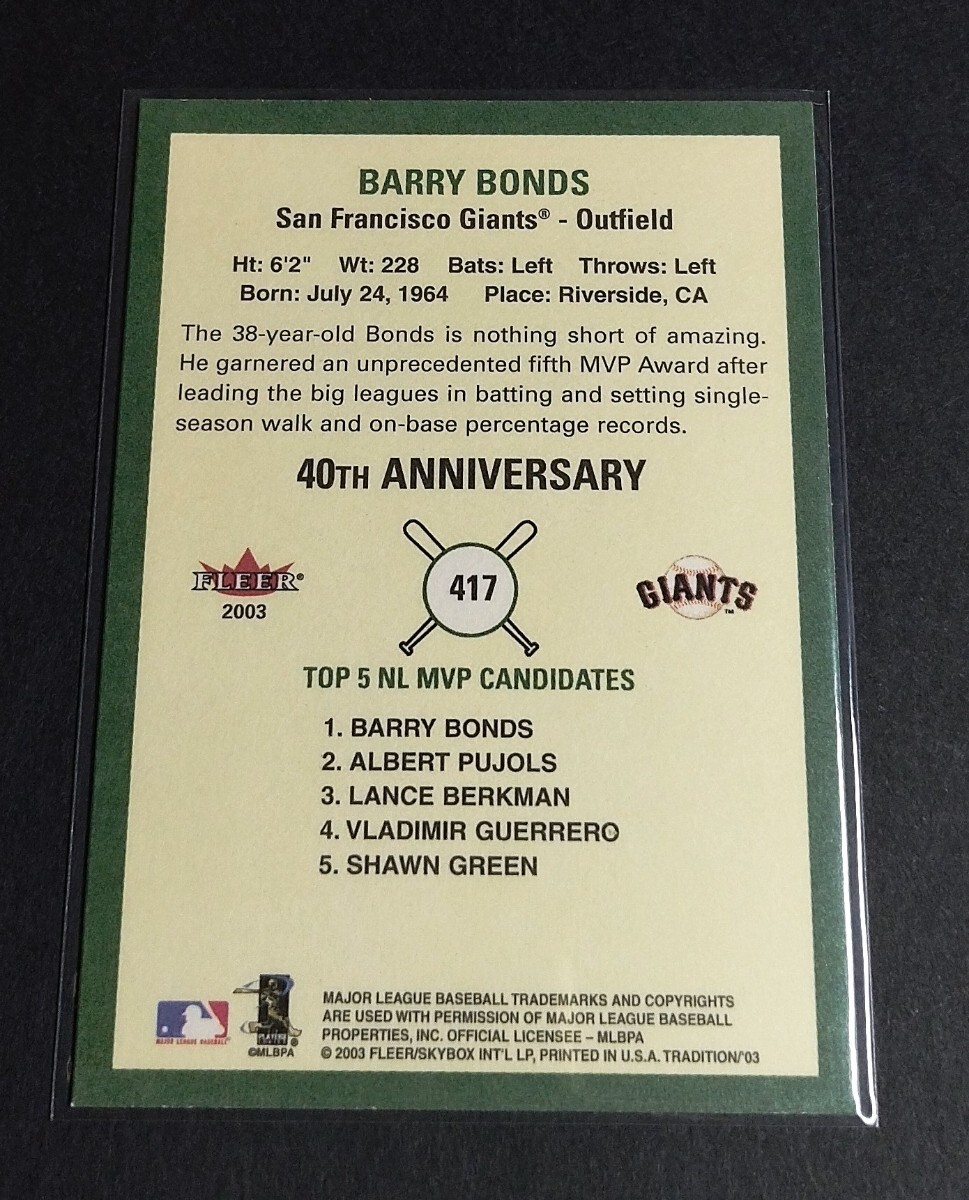 BARRY BONDS
San Francisco Giants® - Outfield
Ht: 6'2" Wt: 228 Bats: Left Throws: Left
Born: July 24, 1964 Place: Riverside, CA
The 38-year-old Bonds is nothing short of amazing.
He garnered an unprecedented fifth MVP Award after
leading the big leagues in batting and setting single-
season walk and on-base percentage records.
40TH ANNIVERSARY
FLEER®
2003
417
GIANTS™
TOP 5 NL MVP CANDIDATES
1. BARRY BONDS
2. ALBERT PUJOLS
3. LANCE BERKMAN
4. VLADIMIR GUERRERO
5. SHAWN GREEN
MAJOR LEAGUE BASEBALL®
PLAYERS®
©MLBPA
MAJOR LEAGUE BASEBALL TRADEMARKS AND COPYRIGHTS
ARE USED WITH PERMISSION OF MAJOR LEAGUE BASEBALL
PROPERTIES, INC. OFFICIAL LICENSEE – MLBPA
© 2003 FLEER/SKYBOX INT'L LP, PRINTED IN U.S.A. TRADITION/'03